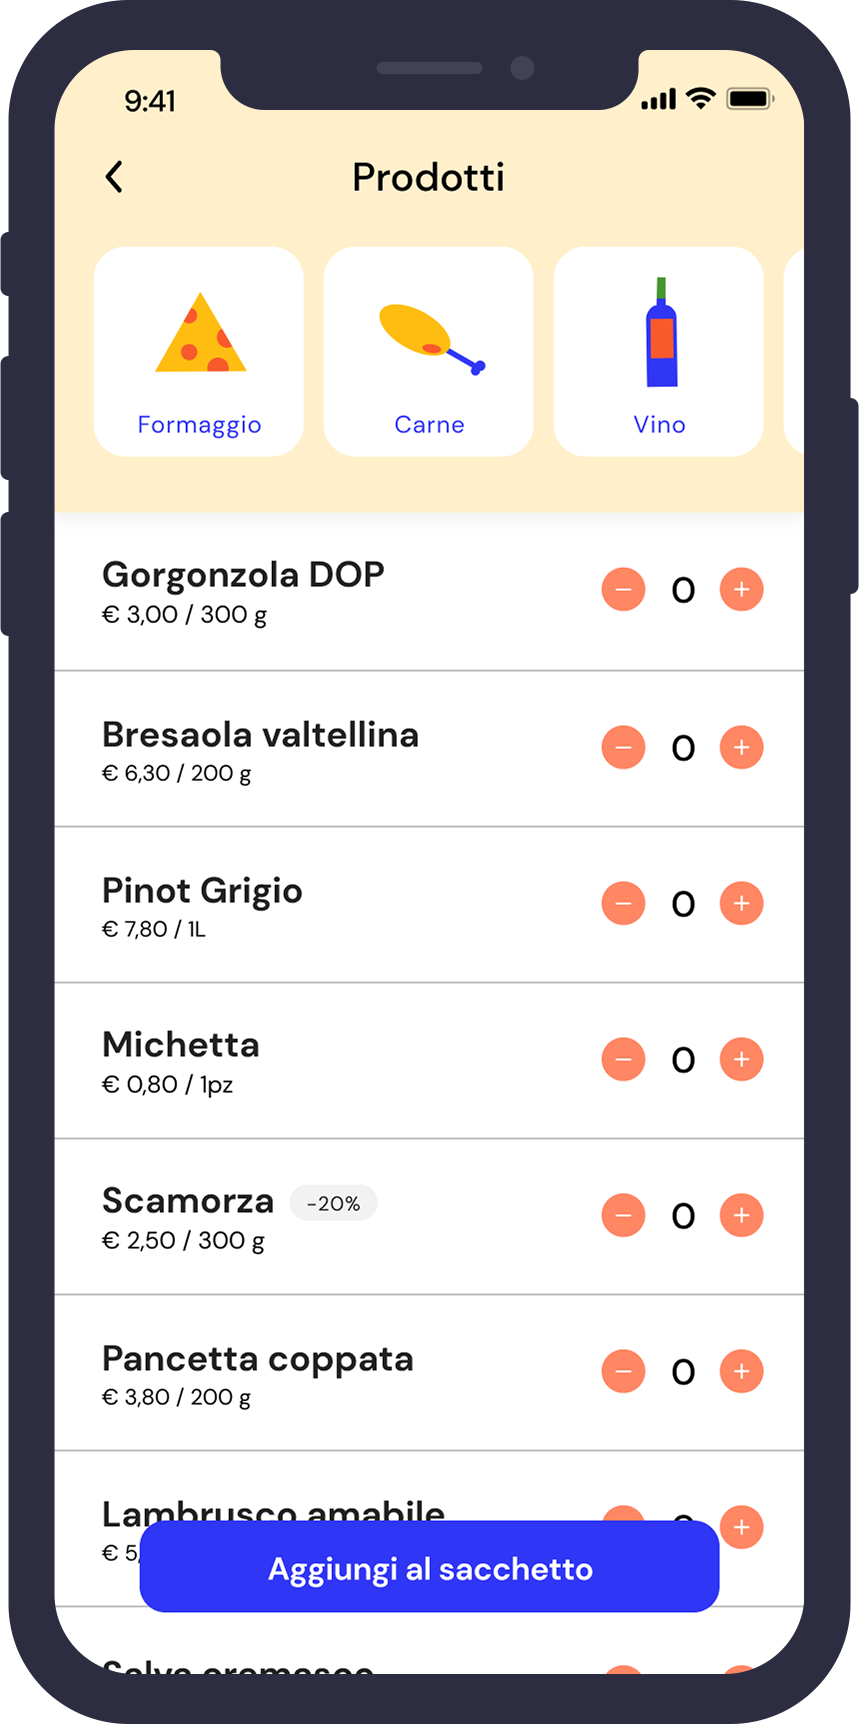 9:41
Prodotti
Formaggio Carne Vino
Gorgonzola DOP
€ 3,00 / 300 g
0
Bresaola valtellina
€ 6,30 / 200 g
0
Pinot Grigio
€ 7,80 / 1L
0
Michetta
€ 0,80 / 1pz
0
Scamorza -20%
€ 2,50 / 300 g
0
Pancetta coppata
€ 3,80 / 200 g
0
Lambrusco amabile
€ 5,
Aggiungi al sacchetto